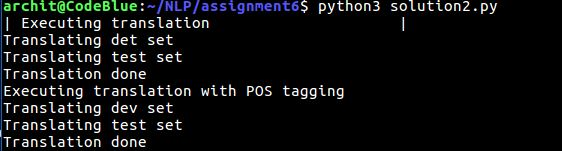 archit@CodeBlue:~/NLP/assignment6$ python3 solution2.py
| Executing translation                        |
Translating det set
Translating test set
Translation done
Executing translation with POS tagging
Translating dev set
Translating test set
Translation done